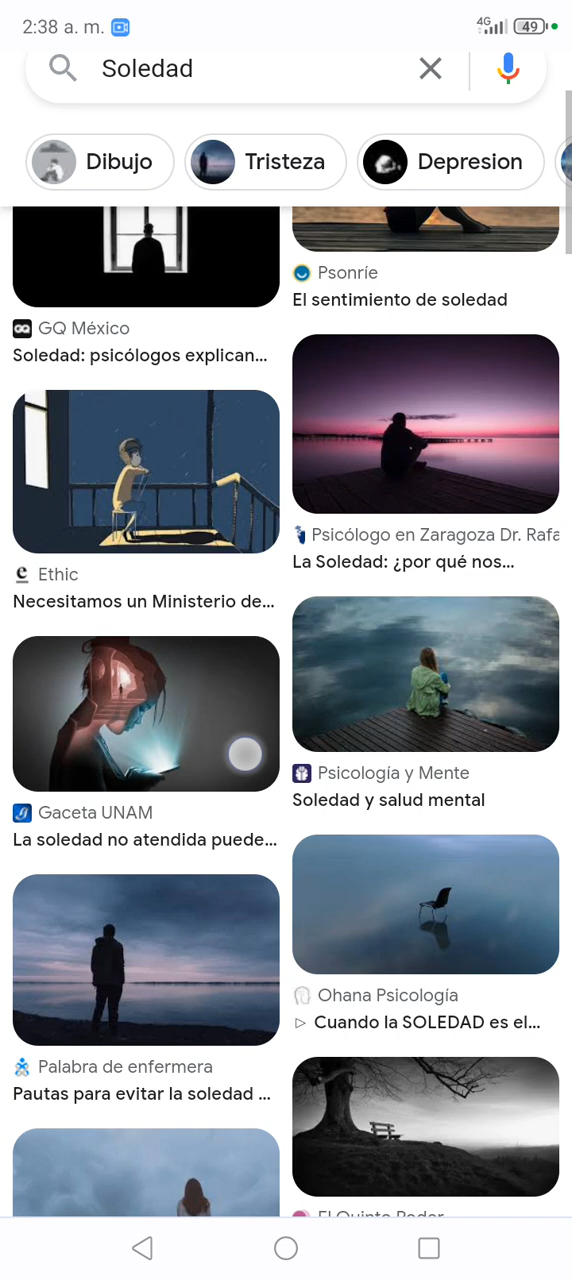 2:38 a. m.
4G
49
Soledad
Dibujo
Tristeza
Depresion
GQ México
Soledad: psicólogos explican...
Ethic
Necesitamos un Ministerio de...
Gaceta UNAM
La soledad no atendida puede...
Palabra de enfermera
Pautas para evitar la soledad ...
Psonríe
El sentimiento de soledad
Psicólogo en Zaragoza Dr. Rafa
La Soledad: ¿por qué nos...
Psicología y Mente
Soledad y salud mental
Ohana Psicología
Cuando la SOLEDAD es el...
El Quinto Poder